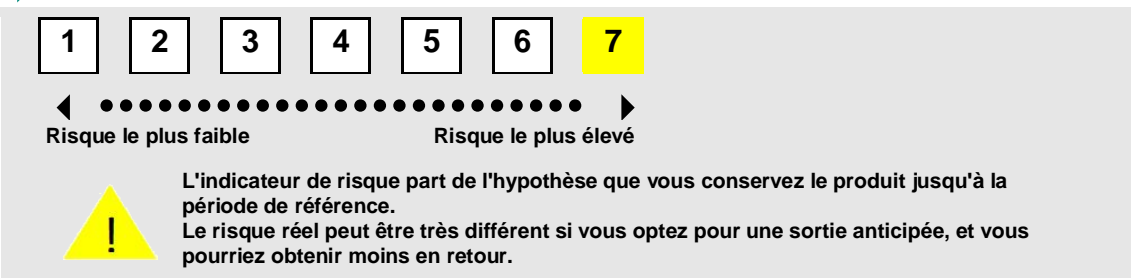 1 2 3 4 5 6 7
Risque le plus faible Risque le plus élevé
L'indicateur de risque part de l'hypothèse que vous conservez le produit jusqu'à la
période de référence.
Le risque réel peut être très différent si vous optez pour une sortie anticipée, et vous
pourriez obtenir moins en retour.
!